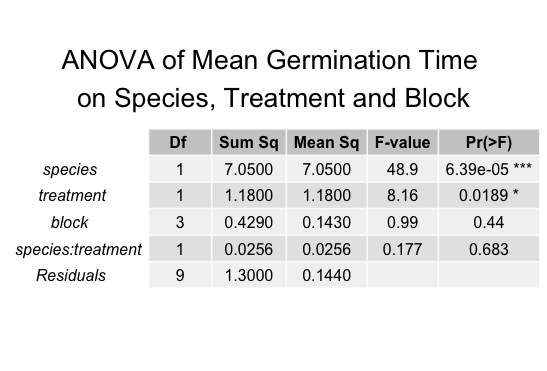 ANOVA of Mean Germination Time
on Species, Treatment and Block
Df Sum Sq Mean Sq F-value Pr(>F)
species 1 7.0500 7.0500 48.9 6.39e-05 ***
treatment 1 1.1800 1.1800 8.16 0.0189 *
block 3 0.4290 0.1430 0.99 0.44
species:treatment 1 0.0256 0.0256 0.177 0.683
Residuals 9 1.3000 0.1440